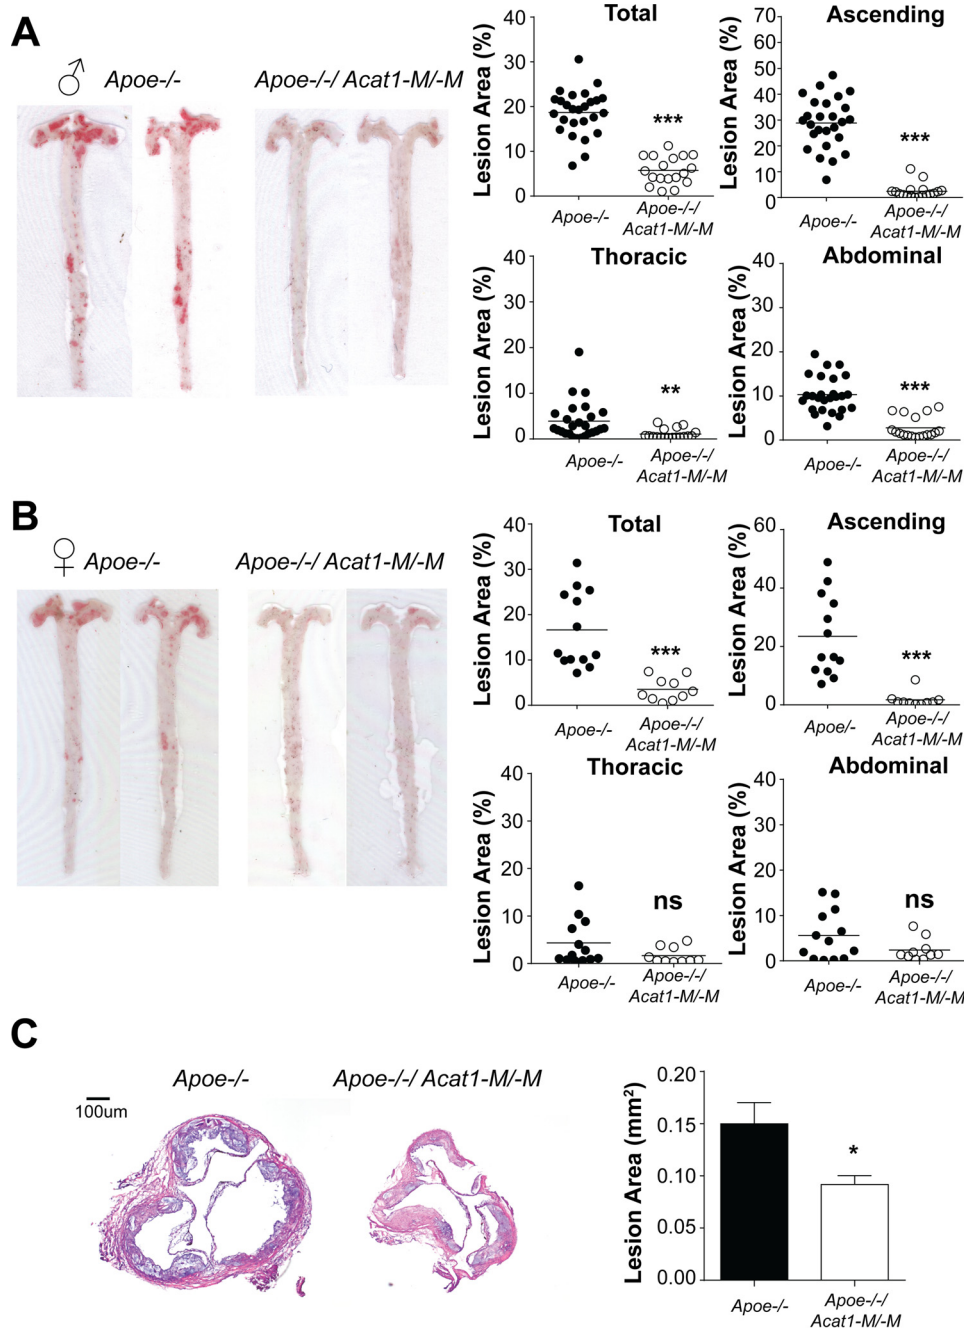 A
♂ Apoe-/-
Apoe-/-/ Acat1-M/-M
Total
Lesion Area (%)
40
30
20
10
0
***
Apoe-/-
Apoe-/-/
Acat1-M/-M
Ascending
Lesion Area (%)
70
60
50
40
30
20
10
0
***
Apoe-/-
Apoe-/-/
Acat1-M/-M
Thoracic
Lesion Area (%)
40
30
20
10
0
**
Apoe-/-
Apoe-/-/
Acat1-M/-M
Abdominal
Lesion Area (%)
40
30
20
10
0
***
Apoe-/-
Apoe-/-/
Acat1-M/-M
B
♀ Apoe-/-
Apoe-/-/ Acat1-M/-M
Total
Lesion Area (%)
40
30
20
10
0
***
Apoe-/-
Apoe-/-/
Acat1-M/-M
Ascending
Lesion Area (%)
60
40
20
0
***
Apoe-/-
Apoe-/-/
Acat1-M/-M
Thoracic
Lesion Area (%)
40
30
20
10
0
ns
Apoe-/-
Apoe-/-/
Acat1-M/-M
Abdominal
Lesion Area (%)
40
30
20
10
0
ns
Apoe-/-
Apoe-/-/
Acat1-M/-M
C
Apoe-/-
Apoe-/-/ Acat1-M/-M
100um
Lesion Area (mm²)
0.20
0.15
0.10
0.05
0.00
*
Apoe-/-
Apoe-/-/
Acat1-M/-M